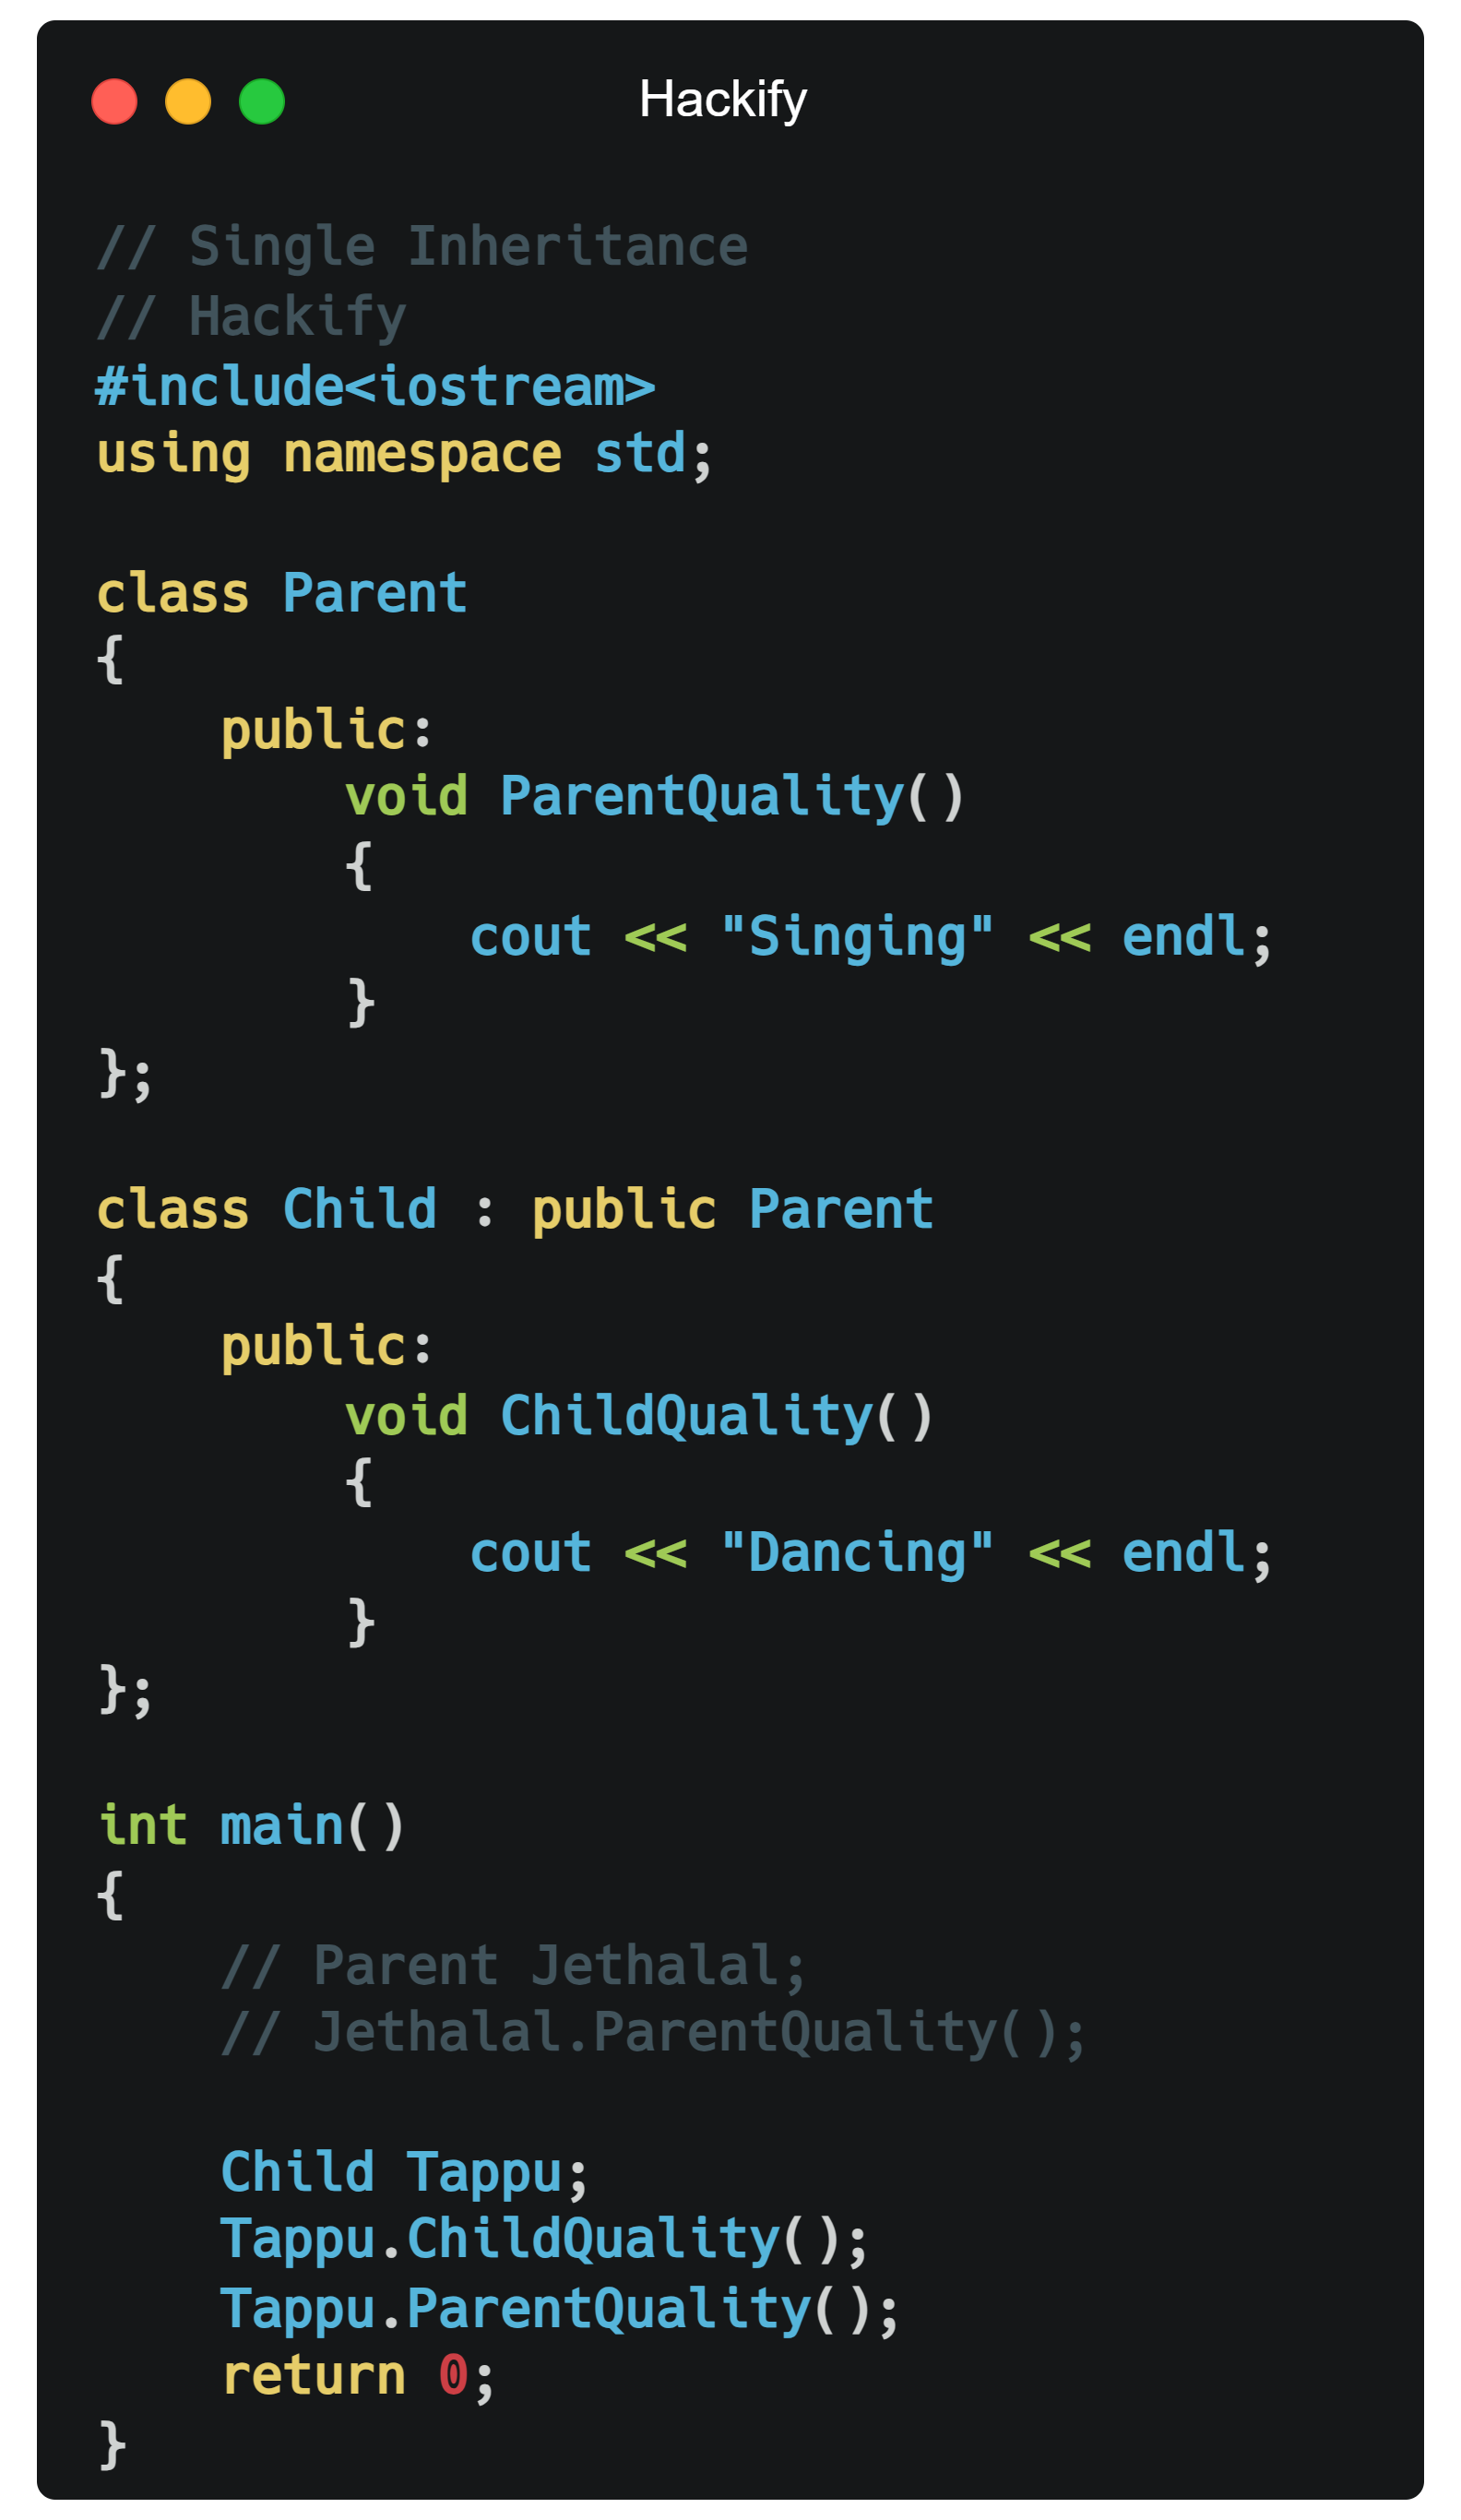 Hackify
// Single Inheritance
// Hackify
#include<iostream>
using namespace std;
class Parent
{
    public:
        void ParentQuality()
        {
            cout << "Singing" << endl;
        }
};
class Child : public Parent
{
    public:
        void ChildQuality()
        {
            cout << "Dancing" << endl;
        }
};
int main()
{
    // Parent Jethalal;
    // Jethalal.ParentQuality();
    Child Tappu;
    Tappu.ChildQuality();
    Tappu.ParentQuality();
    return 0;
}